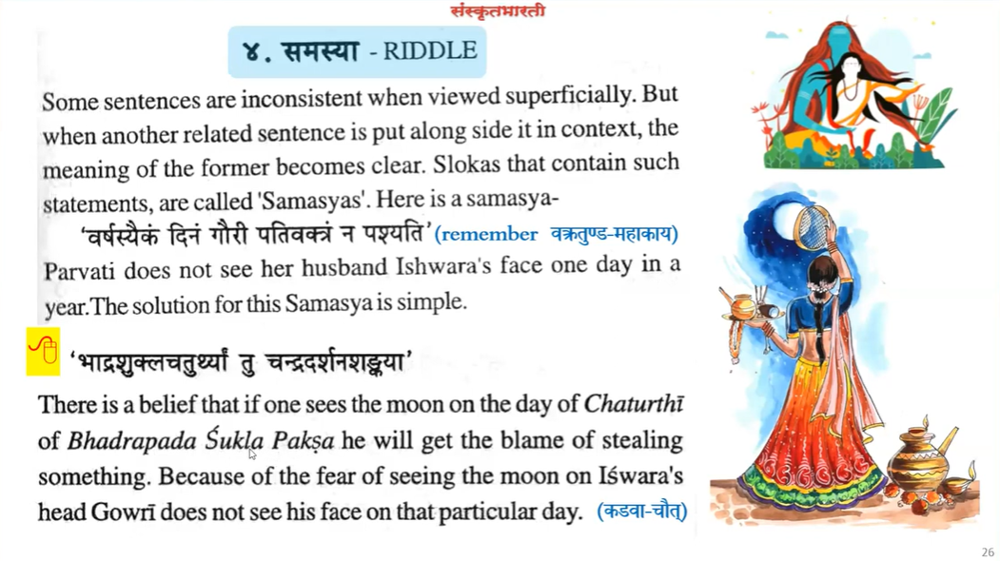 संस्कृतभारती
४. समस्या - RIDDLE
Some sentences are inconsistent when viewed superficially. But
when another related sentence is put along side it in context, the
meaning of the former becomes clear. Slokas that contain such
statements, are called 'Samasyas'. Here is a samasya-
'वर्षस्यैकं दिनं गौरी पतिवक्त्रं न पश्यति' (remember वक्रतुण्ड-महाकाय)
Parvati does not see her husband Ishwara's face one day in a
year.The solution for this Samasya is simple.
'भाद्रशुक्लचतुर्थ्यां तु चन्द्रदर्शनशङ्कया'
There is a belief that if one sees the moon on the day of Chaturthī
of Bhadrapada Śukla Pakṣa he will get the blame of stealing
something. Because of the fear of seeing the moon on Iśwara's
head Gowrī does not see his face on that particular day. (कडवा-चौत्)
26